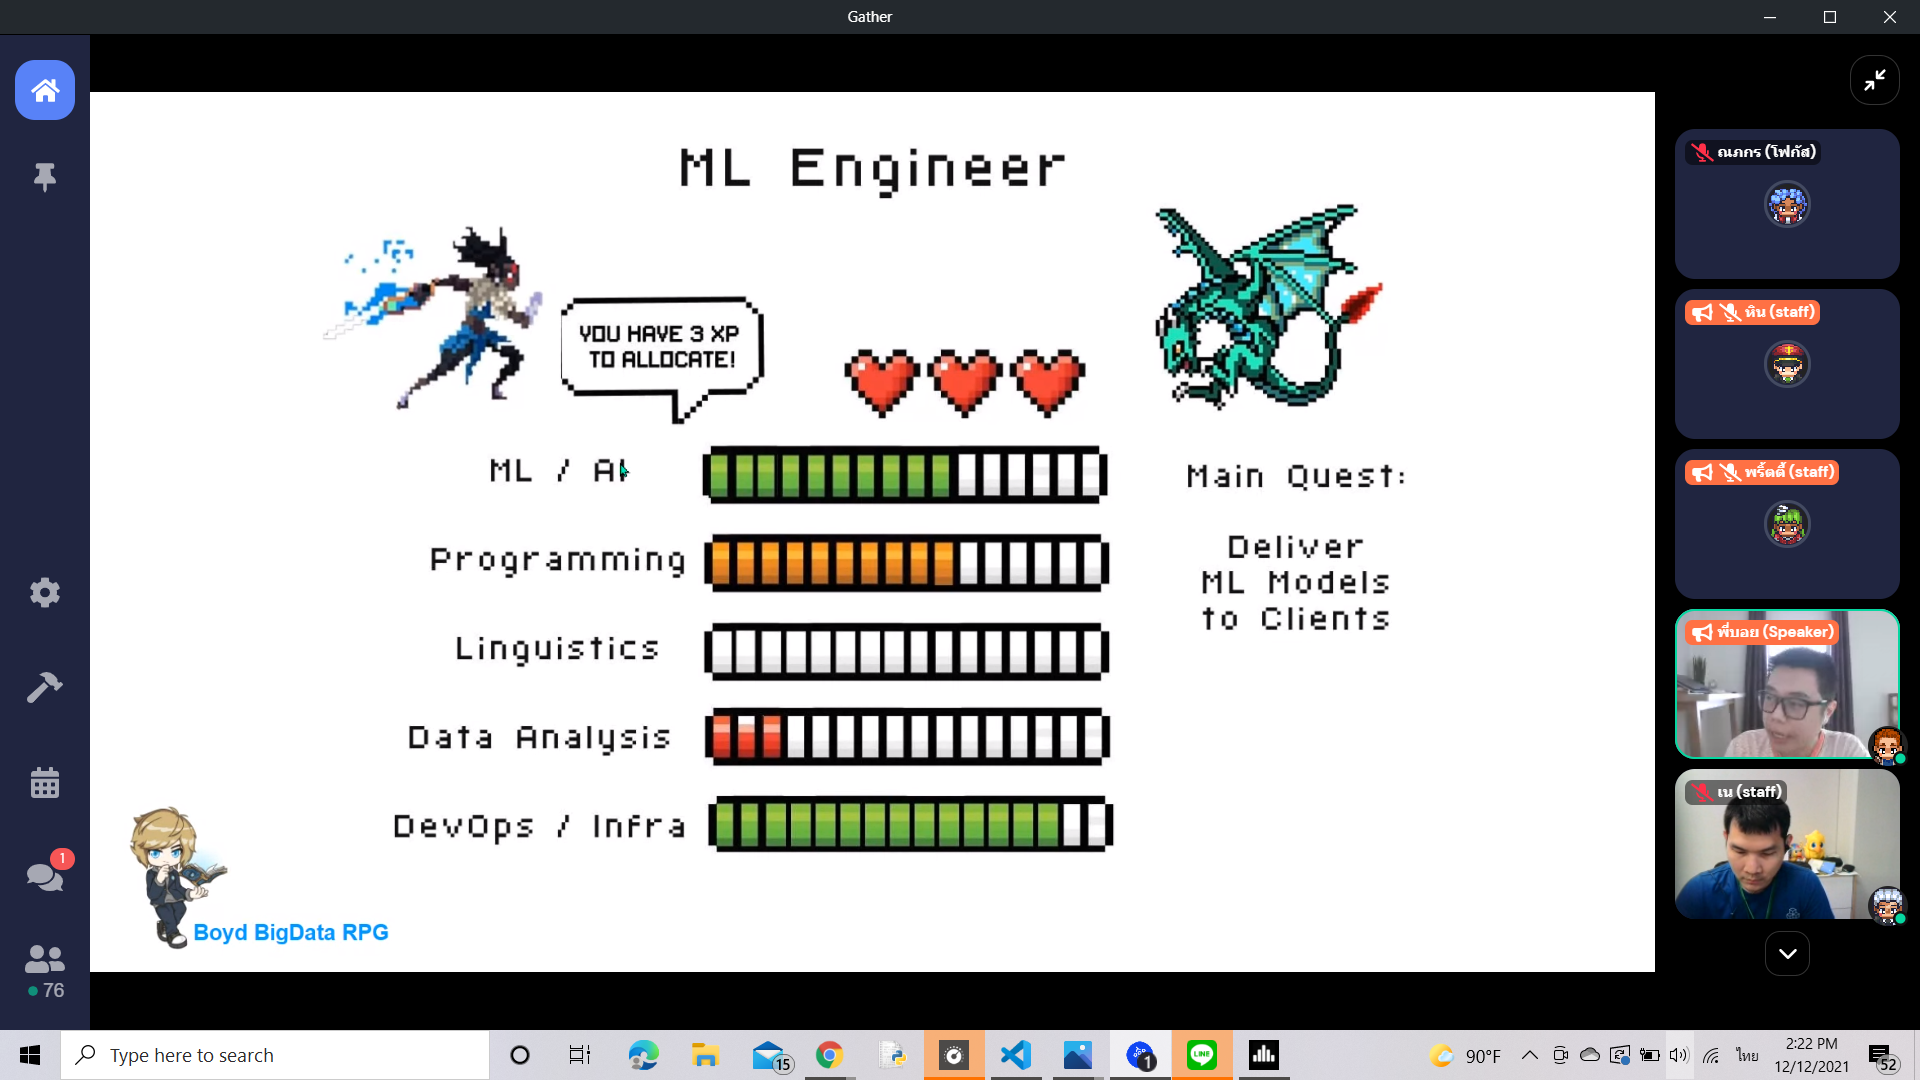 Gather
ML Engineer
YOU HAVE 3 XP
TO ALLOCATE!
ML / AI
Programming
Linguistics
Data Analysis
DevOps / Infra
Main Quest:
Deliver
ML Models
to Clients
Boyd BigData RPG
ณภกร (โฟกัส)
หิน (staff)
พริ้ตตี้ (staff)
พี่บอย (Speaker)
เน (staff)
1
76
Type here to search
15
1
LINE
90°F
ไทย
2:22 PM
12/12/2021
52